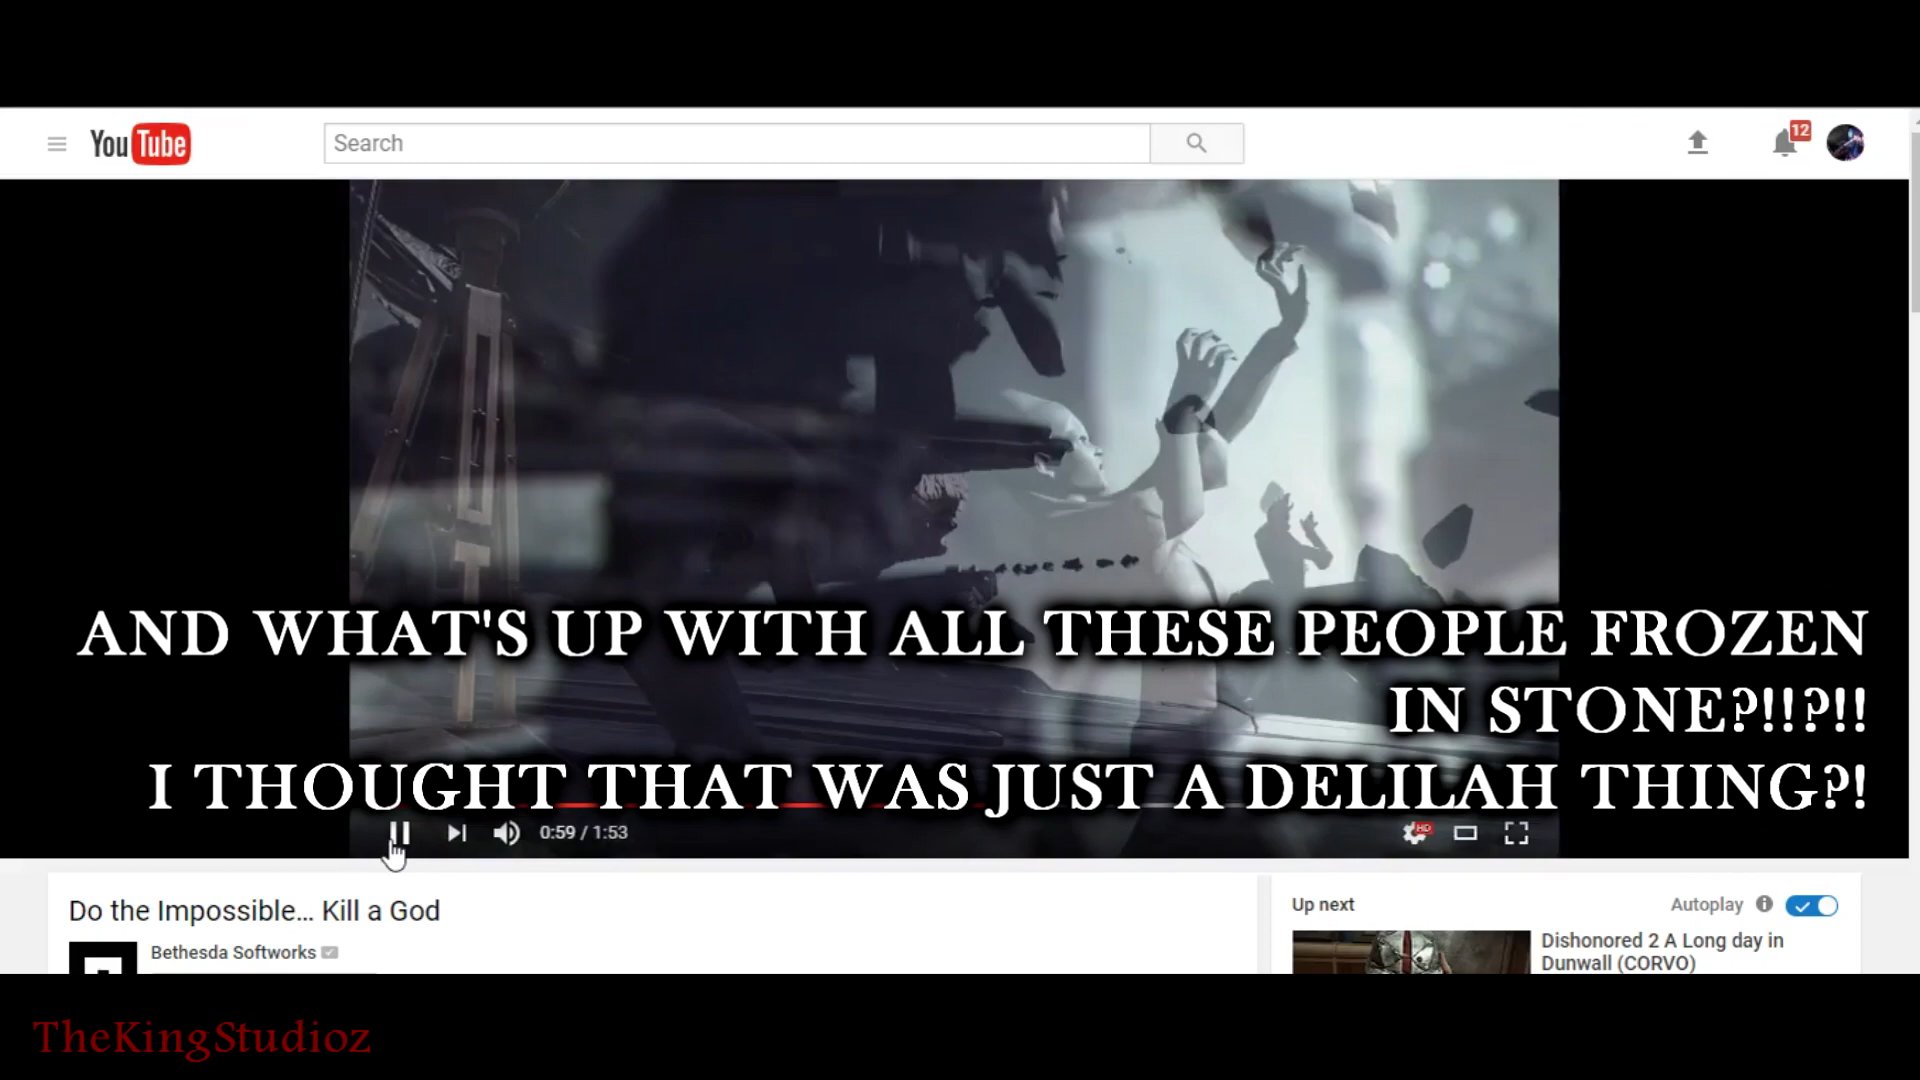 YouTube
Search
12
AND WHAT'S UP WITH ALL THESE PEOPLE FROZEN
IN STONE?!!?!!
I THOUGHT THAT WAS JUST A DELILAH THING?!
0:59 / 1:53
HD
Do the Impossible... Kill a God
Bethesda Softworks
Up next
Autoplay
Dishonored 2 A Long day in
Dunwall (CORVO)
TheKingStudioz